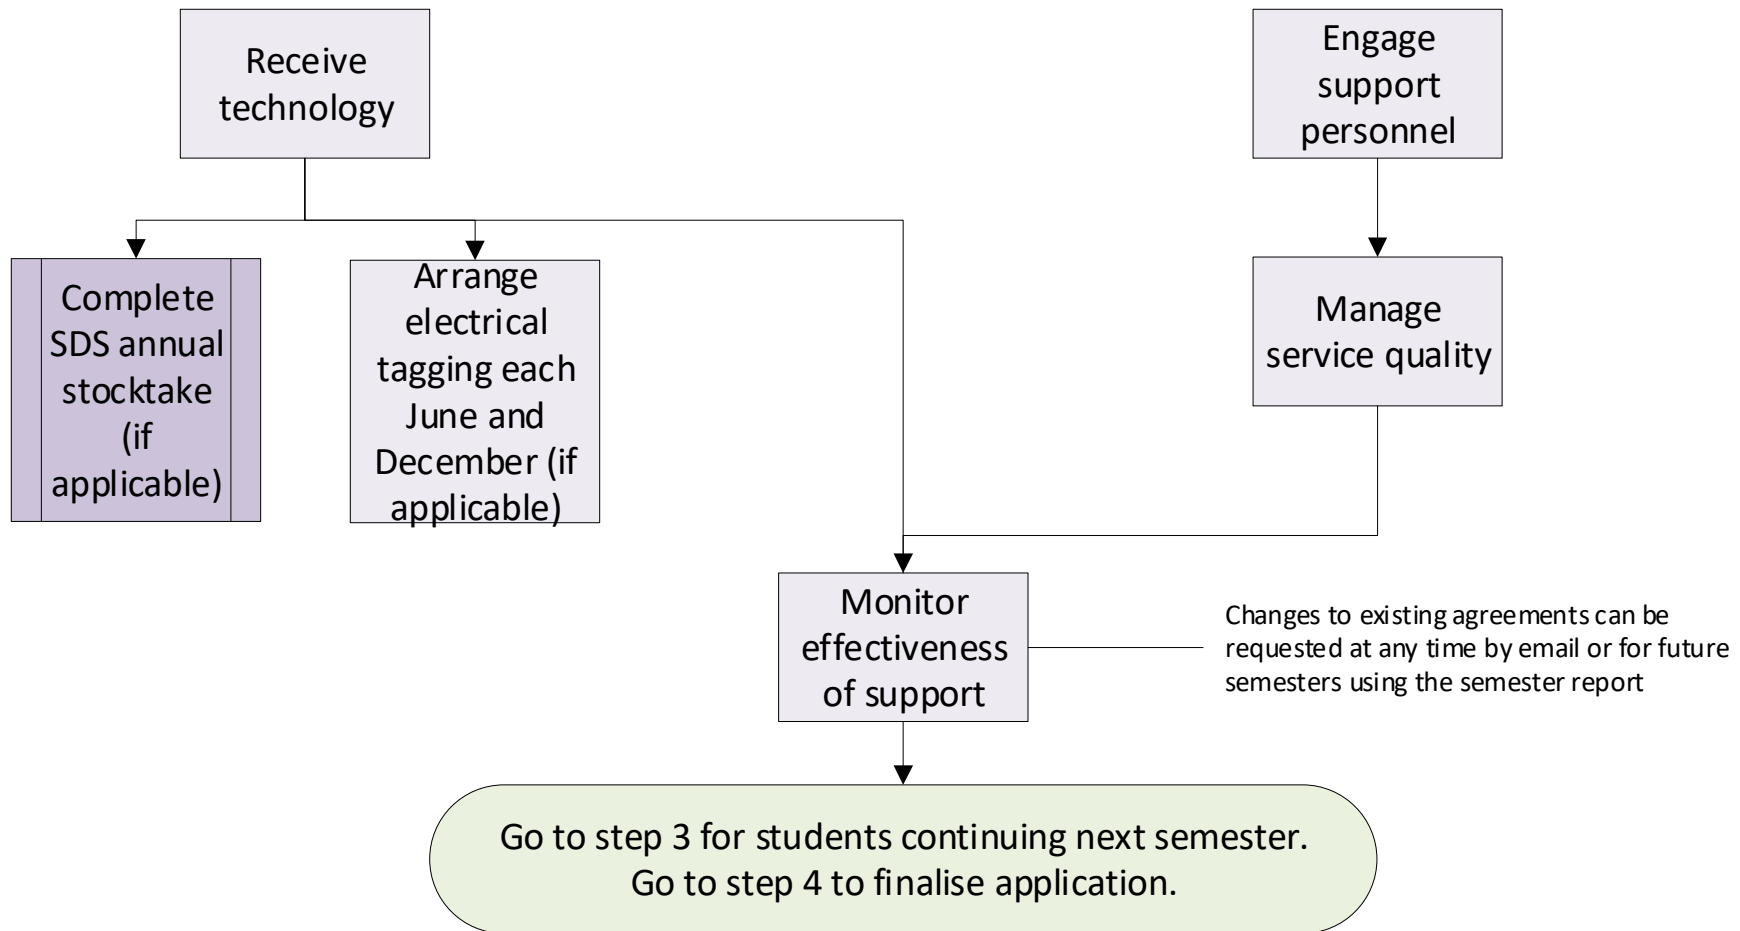 Receive
technology
Engage
support
personnel
Complete
SDS annual
stocktake
(if
applicable)
Arrange
electrical
tagging each
June and
December (if
applicable)
Manage
service quality
Monitor
effectiveness
of support
Changes to existing agreements can be
requested at any time by email or for future
semesters using the semester report
Go to step 3 for students continuing next semester.
Go to step 4 to finalise application.